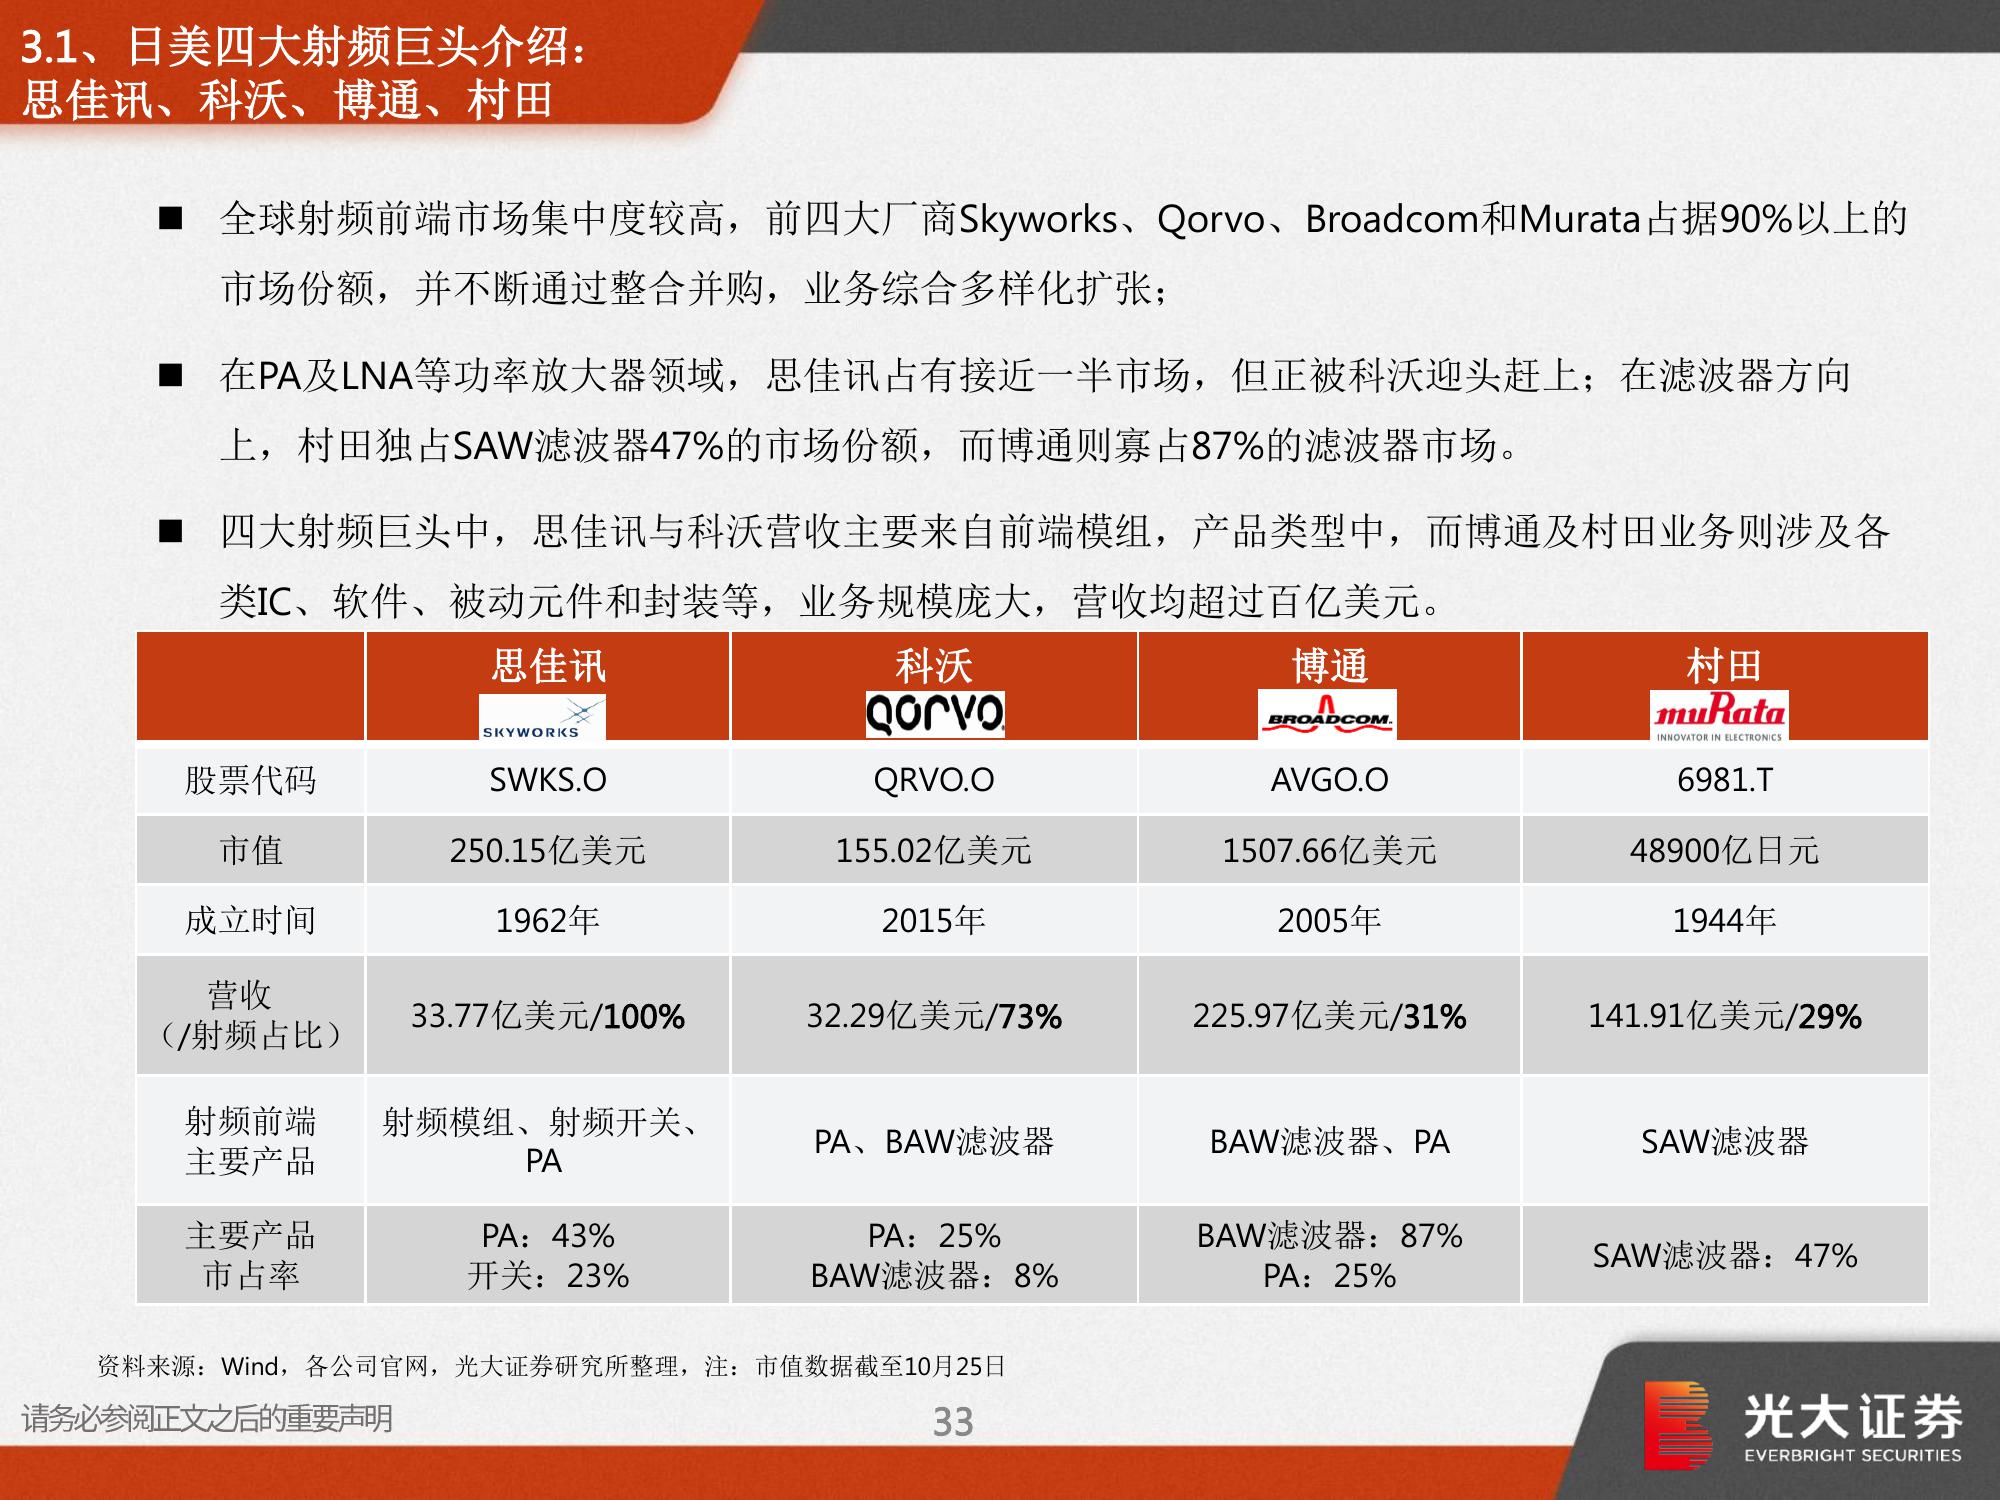 3.1、日美四大射频巨头介绍：
思佳讯、科沃、博通、村田
■ 全球射频前端市场集中度较高，前四大厂商Skyworks、Qorvo、Broadcom和Murata占据90%以上的
市场份额，并不断通过整合并购，业务综合多样化扩张；
■ 在PA及LNA等功率放大器领域，思佳讯占有接近一半市场，但正被科沃迎头赶上；在滤波器方向
上，村田独占SAW滤波器47%的市场份额，而博通则寡占87%的滤波器市场。
■ 四大射频巨头中，思佳讯与科沃营收主要来自前端模组，产品类型中，而博通及村田业务则涉及各
类IC、软件、被动元件和封装等，业务规模庞大，营收均超过百亿美元。
思佳讯 科沃 博通 村田
SKYWORKS QORVO BROADCOM. muRata
INNOVATOR IN ELECTRONICS
股票代码 SWKS.O QRVO.O AVGO.O 6981.T
市值 250.15亿美元 155.02亿美元 1507.66亿美元 48900亿日元
成立时间 1962年 2015年 2005年 1944年
营收
（/射频占比） 33.77亿美元/100% 32.29亿美元/73% 225.97亿美元/31% 141.91亿美元/29%
射频前端
主要产品 射频模组、射频开关、
PA PA、BAW滤波器 BAW滤波器、PA SAW滤波器
主要产品
市占率 PA：43%
开关：23% PA：25%
BAW滤波器：8% BAW滤波器：87%
PA：25% SAW滤波器：47%
资料来源：Wind，各公司官网，光大证券研究所整理，注：市值数据截至10月25日
请务必参阅正文之后的重要声明
33
光大证券
EVERBRIGHT SECURITIES